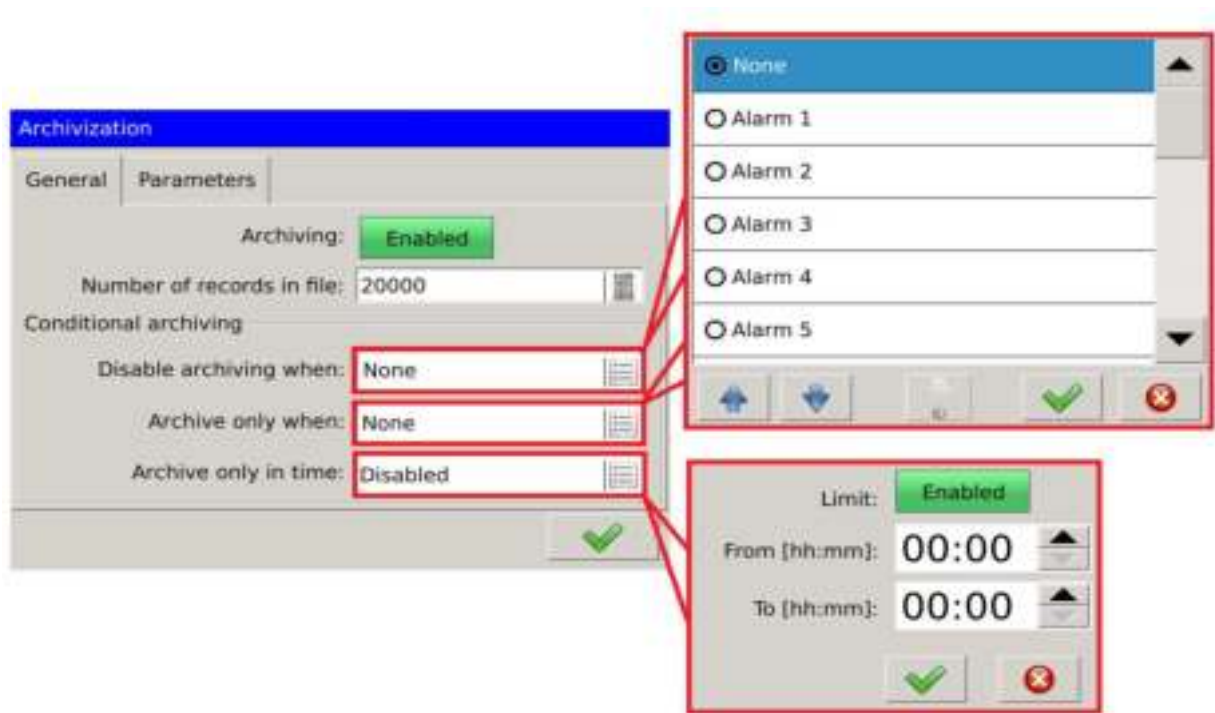 Archivization
General Parameters
Archiving: Enabled
Number of records in file: 20000
Conditional archiving
Disable archiving when: None
Archive only when: None
Archive only in time: Disabled
None
Alarm 1
Alarm 2
Alarm 3
Alarm 4
Alarm 5
Limit: Enabled
From [hh:mm]: 00:00
To [hh:mm]: 00:00